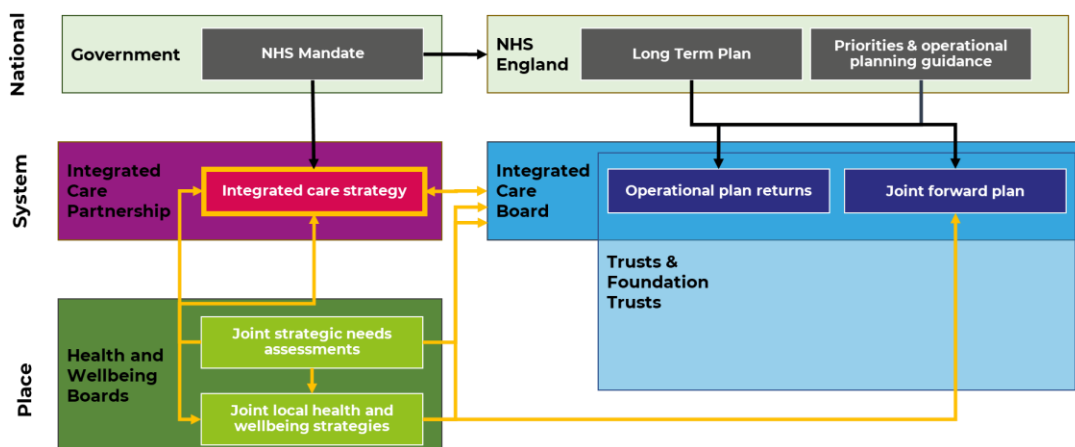 National
Government
NHS Mandate
NHS
England
Long Term Plan
Priorities & operational
planning guidance
System
Integrated
Care
Partnership
Integrated care strategy
Integrated
Care
Board
Operational plan returns
Joint forward plan
Trusts &
Foundation
Trusts
Place
Health and
Wellbeing
Boards
Joint strategic needs
assessments
Joint local health and
wellbeing strategies